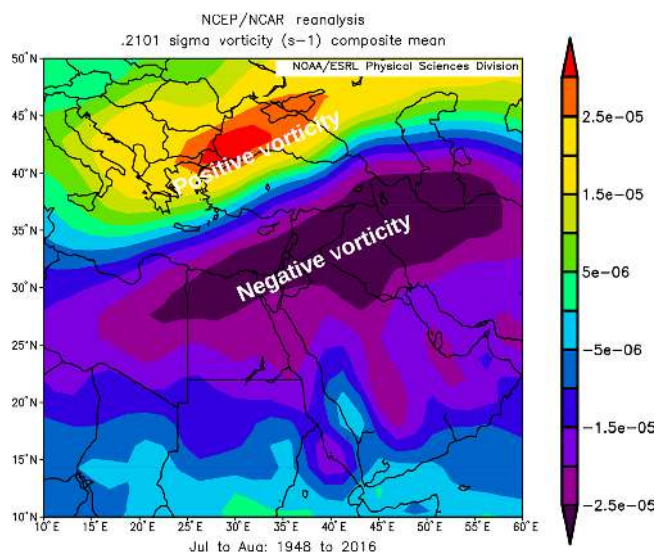 NCEP/NCAR reanalysis
.2101 sigma vorticity (s-1) composite mean
NOAA/ESRL Physical Sciences Division
50°N
45°N
40°N
35°N
30°N
25°N
20°N
15°N
10°N
Positive vorticity
Negative vorticity
10°E 15°E 20°E 25°E 30°E 35°E 40°E 45°E 50°E 55°E 60°E
Jul to Aug: 1948 to 2016
2.5e-05
1.5e-05
5e-06
-5e-06
-1.5e-05
-2.5e-05